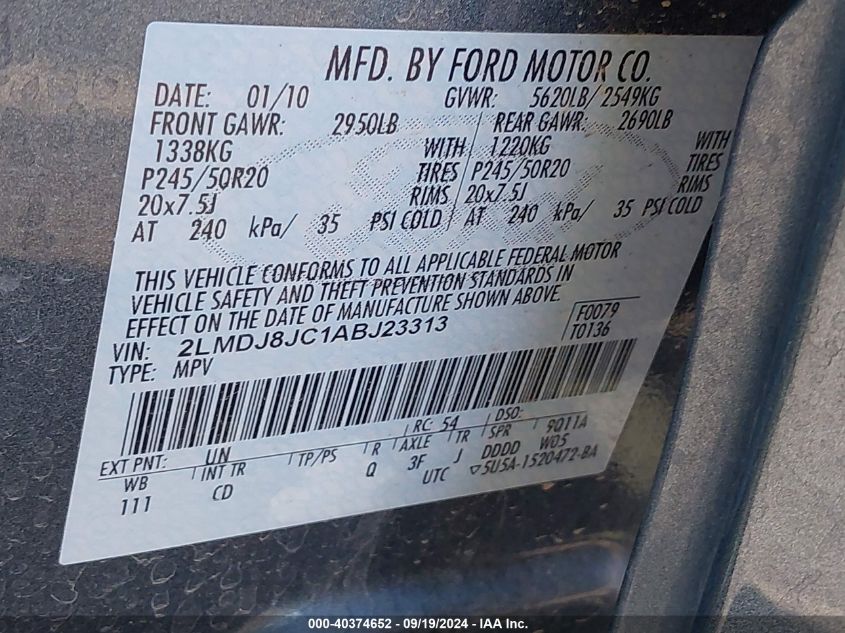 MFD. BY FORD MOTOR CO.
DATE: 01/10 GVWR: 5620LB/2549KG
FRONT GAWR: 2950LB REAR GAWR: 2690LB
1338KG WITH 1220KG WITH
P245/50R20 TIRES P245/50R20 TIRES
20x7.5J RIMS 20x7.5J RIMS
AT 240 kPa/ 35 PSI COLD AT 240 kPa/ 35 PSI COLD
THIS VEHICLE CONFORMS TO ALL APPLICABLE FEDERAL MOTOR
VEHICLE SAFETY AND THEFT PREVENTION STANDARDS IN
EFFECT ON THE DATE OF MANUFACTURE SHOWN ABOVE.
VIN: 2LMDJ8JC1ABJ23313 F0079
TYPE: MPV T0136
EXT PNT: UN RC: 54 DSO:
WB INT TR TP/PS R AXLE TR SPR 9Q11A
111 CD Q 3F J DDDD W05
UTC 5U5A-1520472-BA
000-40374652 - 09/19/2024 - IAA Inc.